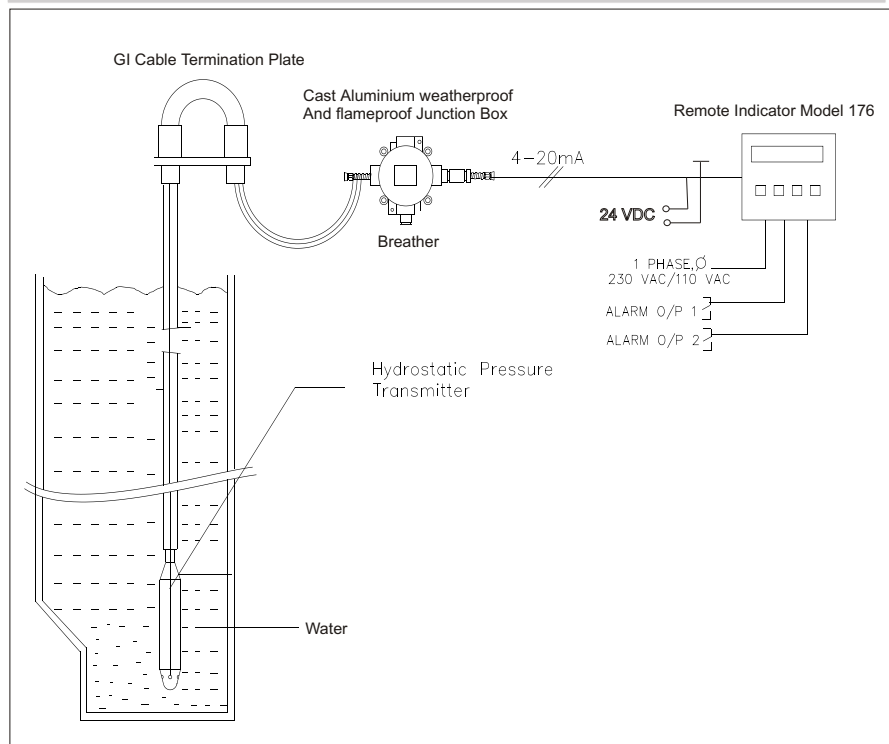 GI Cable Termination Plate
Cast Aluminium weatherproof
And flameproof Junction Box
Remote Indicator Model 176
4-20mA
Breather
24 VDC
1 PHASE,Ø
230 VAC/110 VAC
ALARM O/P 1
ALARM O/P 2
Hydrostatic Pressure
Transmitter
Water